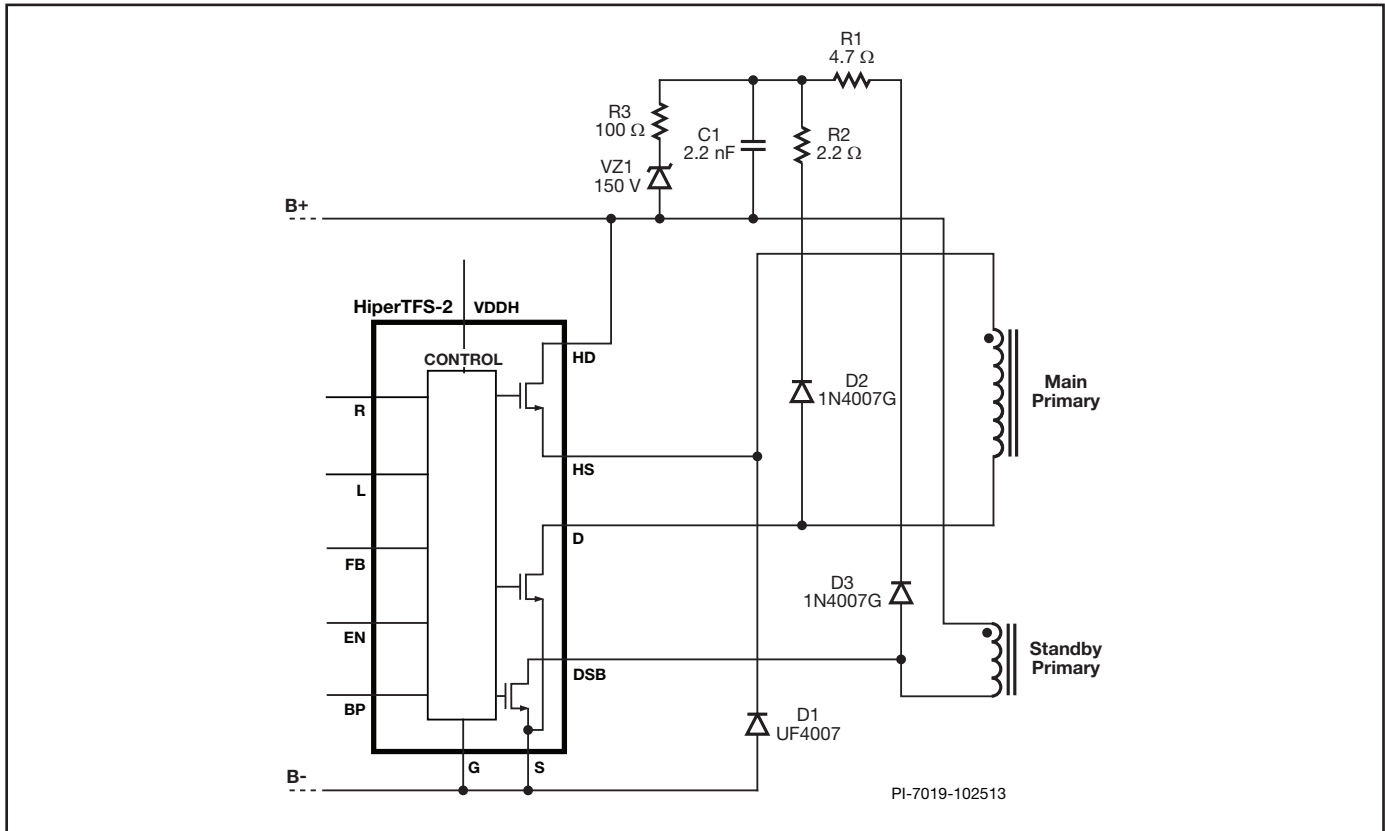 R1
4.7 Ω
R3
100 Ω
C1
2.2 nF
R2
2.2 Ω
VZ1
150 V
B+
HiperTFS-2
VDDH
CONTROL
HD
R
D2
1N4007G
Main
Primary
HS
L
D
FB
D3
1N4007G
EN
Standby
Primary
DSB
BP
D1
UF4007
G
S
B-
PI-7019-102513